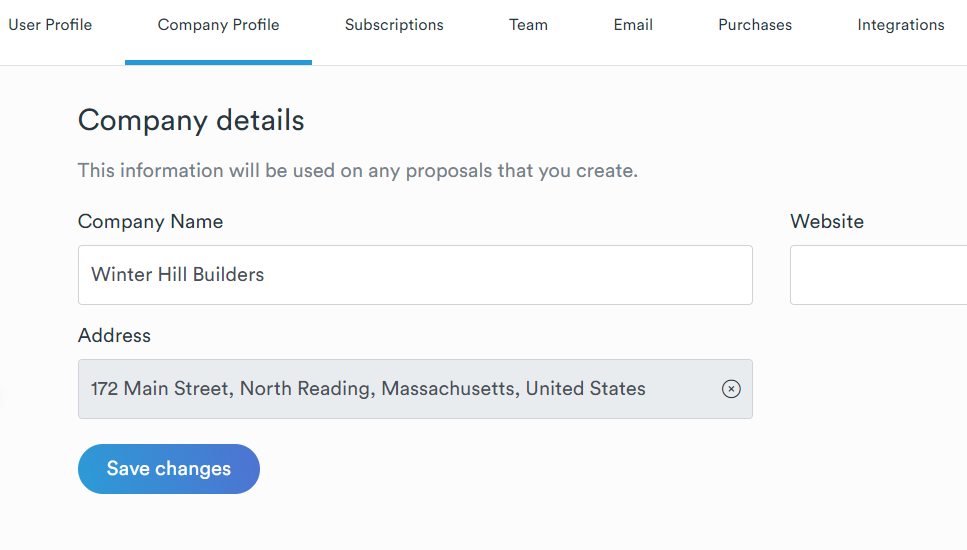 User Profile Company Profile Subscriptions Team Email Purchases Integrations
Company details
This information will be used on any proposals that you create.
Company Name Website
Winter Hill Builders
Address
172 Main Street, North Reading, Massachusetts, United States
Save changes